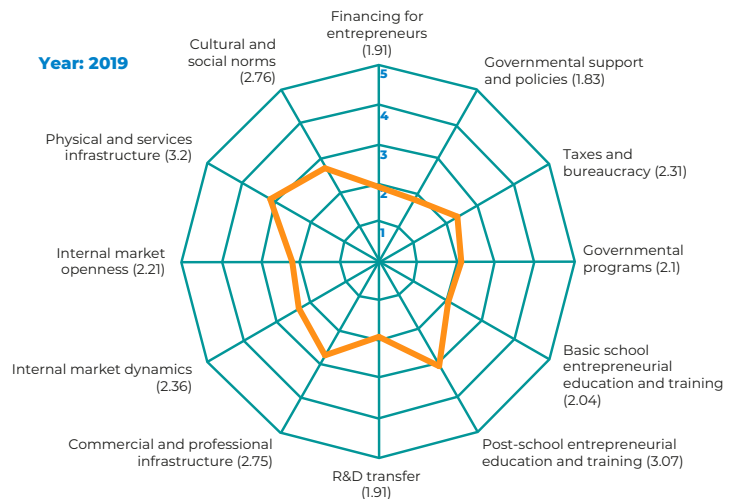 Year: 2019
Financing for
entrepreneurs
(1.91)
Governmental support
and policies (1.83)
Taxes and
bureaucracy (2.31)
Governmental
programs (2.1)
Basic school
entrepreneurial
education and training
(2.04)
Post-school entrepreneurial
education and training (3.07)
R&D transfer
(1.91)
Commercial and professional
infrastructure (2.75)
Internal market dynamics
(2.36)
Internal market
openness (2.21)
Physical and services
infrastructure (3.2)
Cultural and
social norms
(2.76)
5
4
3
2
1